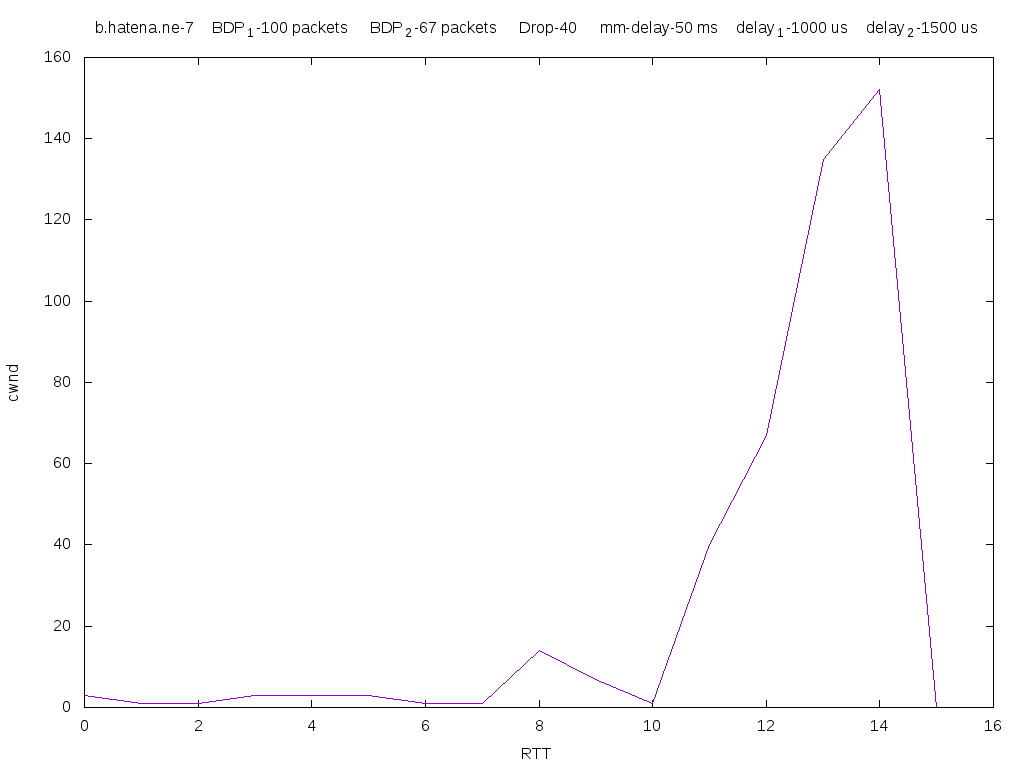 b.hatena.ne-7 BDP1-100 packets BDP2-67 packets Drop-40 mm-delay-50 ms delay1-1000 us delay2-1500 us
160
140
120
100
80
60
40
20
0
cwnd
0 2 4 6 8 10 12 14 16
RTT